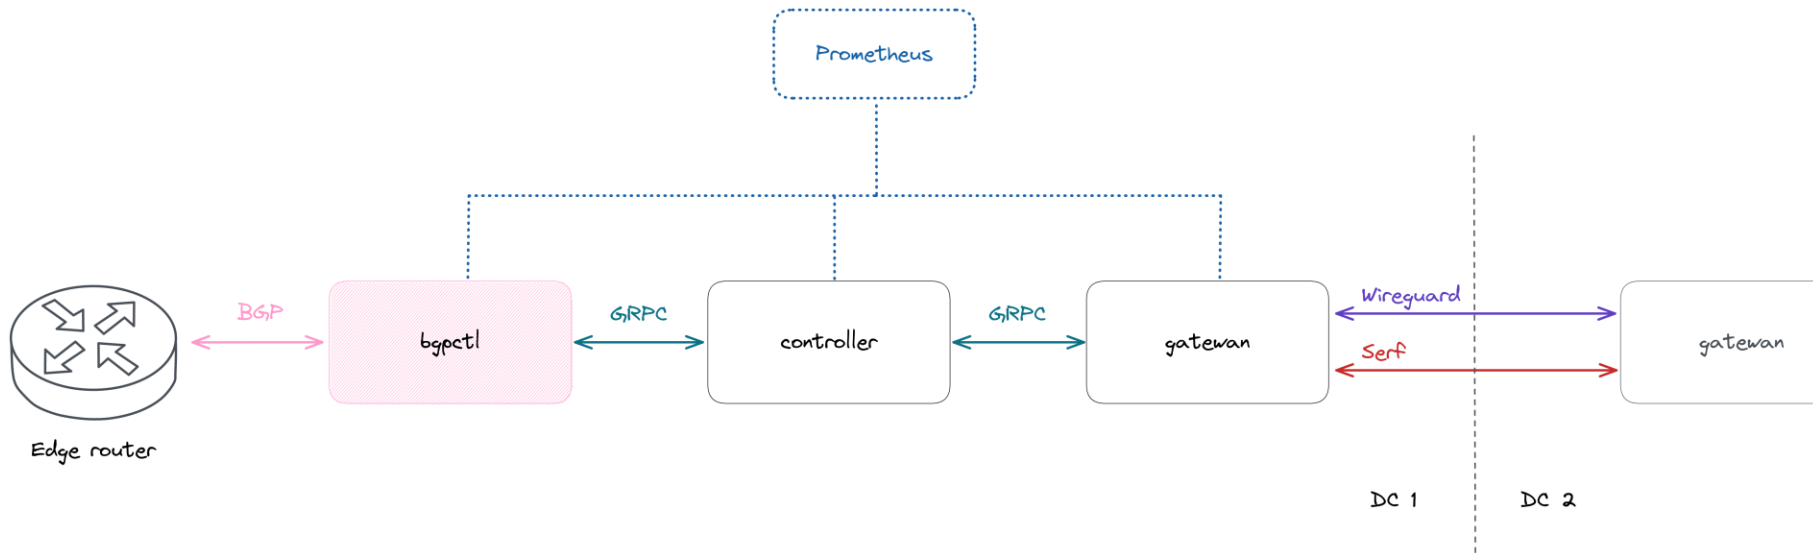 Prometheus
BGP
GRPC
GRPC
Wireguard
bgpctl
controller
gatewan
gatewan
Serf
Edge router
DC 1
DC 2